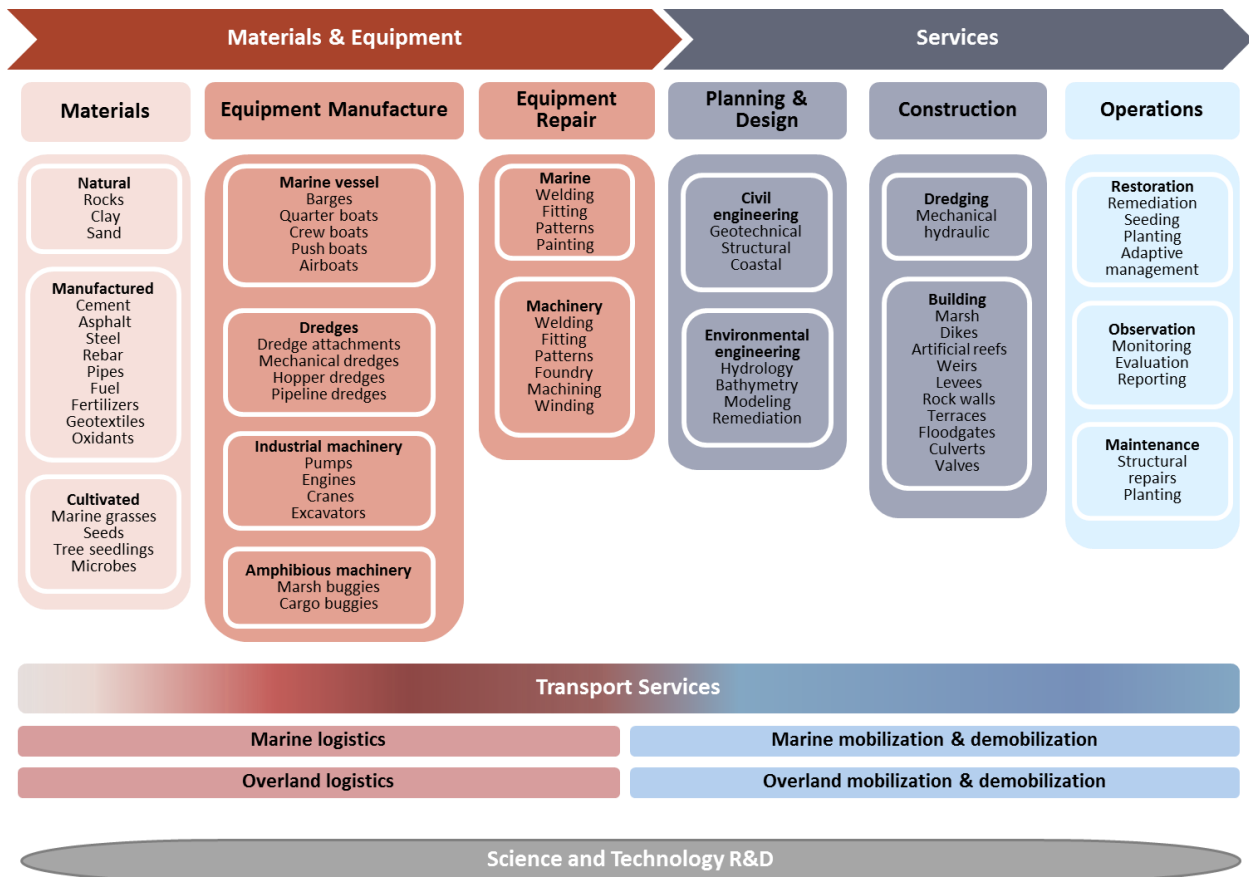 Materials & Equipment
Services
Materials
Equipment Manufacture
Equipment
Repair
Planning &
Design
Construction
Operations
Natural
Rocks
Clay
Sand
Manufactured
Cement
Asphalt
Steel
Rebar
Pipes
Fuel
Fertilizers
Geotextiles
Oxidants
Cultivated
Marine grasses
Seeds
Tree seedlings
Microbes
Marine vessel
Barges
Quarter boats
Crew boats
Push boats
Airboats
Dredges
Dredge attachments
Mechanical dredges
Hopper dredges
Pipeline dredges
Industrial machinery
Pumps
Engines
Cranes
Excavators
Amphibious machinery
Marsh buggies
Cargo buggies
Marine
Welding
Fitting
Patterns
Painting
Machinery
Welding
Fitting
Patterns
Foundry
Machining
Winding
Civil
engineering
Geotechnical
Structural
Coastal
Environmental
engineering
Hydrology
Bathymetry
Modeling
Remediation
Dredging
Mechanical
hydraulic
Building
Marsh
Dikes
Artificial reefs
Weirs
Levees
Rock walls
Terraces
Floodgates
Culverts
Valves
Restoration
Remediation
Seeding
Planting
Adaptive
management
Observation
Monitoring
Evaluation
Reporting
Maintenance
Structural
repairs
Planting
Transport Services
Marine logistics
Marine mobilization & demobilization
Overland logistics
Overland mobilization & demobilization
Science and Technology R&D